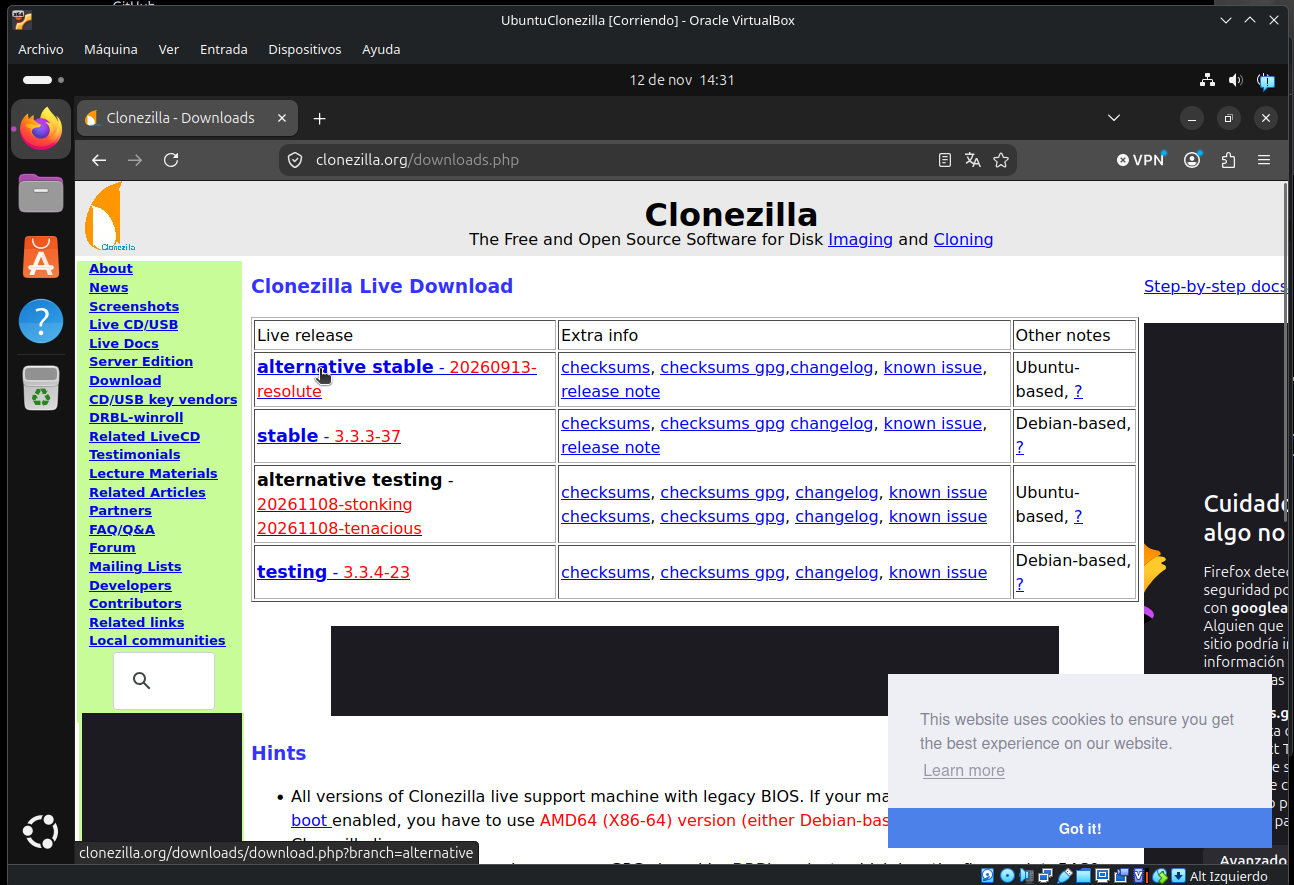 GitHub
UbuntuClonezilla [Corriendo] - Oracle VirtualBox
Archivo Máquina Ver Entrada Dispositivos Ayuda
12 de nov 14:31
Clonezilla - Downloads
clonezilla.org/downloads.php
VPN
Clonezilla
Clonezilla
The Free and Open Source Software for Disk Imaging and Cloning
About
News
Screenshots
Live CD/USB
Live Docs
Server Edition
Download
CD/USB key vendors
DRBL-winroll
Related LiveCD
Testimonials
Lecture Materials
Related Articles
Partners
FAQ/Q&A
Forum
Mailing Lists
Developers
Contributors
Related links
Local communities
Clonezilla Live Download
Step-by-step docs
Live release Extra info Other notes
alternative stable - 20260913-
resolute
checksums, checksums gpg,changelog, known issue,
release note
Ubuntu-
based, ?
stable - 3.3.3-37
checksums, checksums gpg changelog, known issue,
release note
Debian-based,
?
alternative testing -
20261108-stonking
20261108-tenacious
checksums, checksums gpg, changelog, known issue
checksums, checksums gpg, changelog, known issue
Ubuntu-
based, ?
testing - 3.3.4-23
checksums, checksums gpg, changelog, known issue
Debian-based,
?
Cuidado
algo no
Firefox dete
seguridad po
con googlea
Alguien que
sitio podría i
información
Hints
All versions of Clonezilla live support machine with legacy BIOS. If your ma
boot enabled, you have to use AMD64 (X86-64) version (either Debian-bas
This website uses cookies to ensure you get
the best experience on our website.
Learn more
Got it!
Avanzado
clonezilla.org/downloads/download.php?branch=alternative
Alt Izquierdo